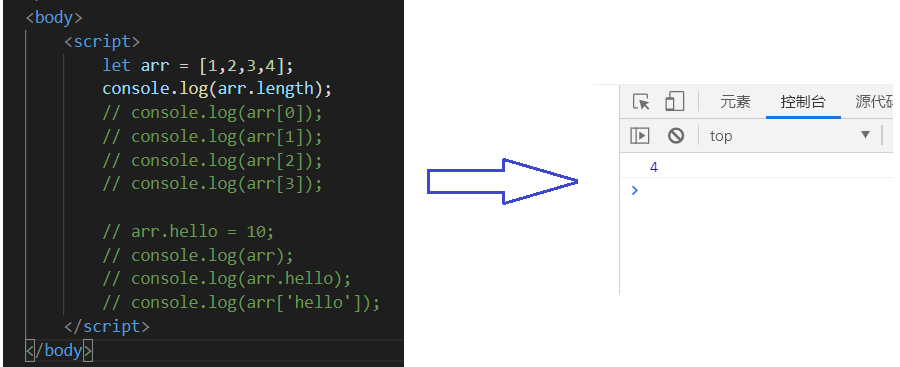 <body>
<script>
let arr = [1,2,3,4];
console.log(arr.length);
// console.log(arr[0]);
// console.log(arr[1]);
// console.log(arr[2]);
// console.log(arr[3]);
// arr.hello = 10;
// console.log(arr);
// console.log(arr.hello);
// console.log(arr['hello']);
</script>
</body>
元素 控制台 源代码
top
4
>